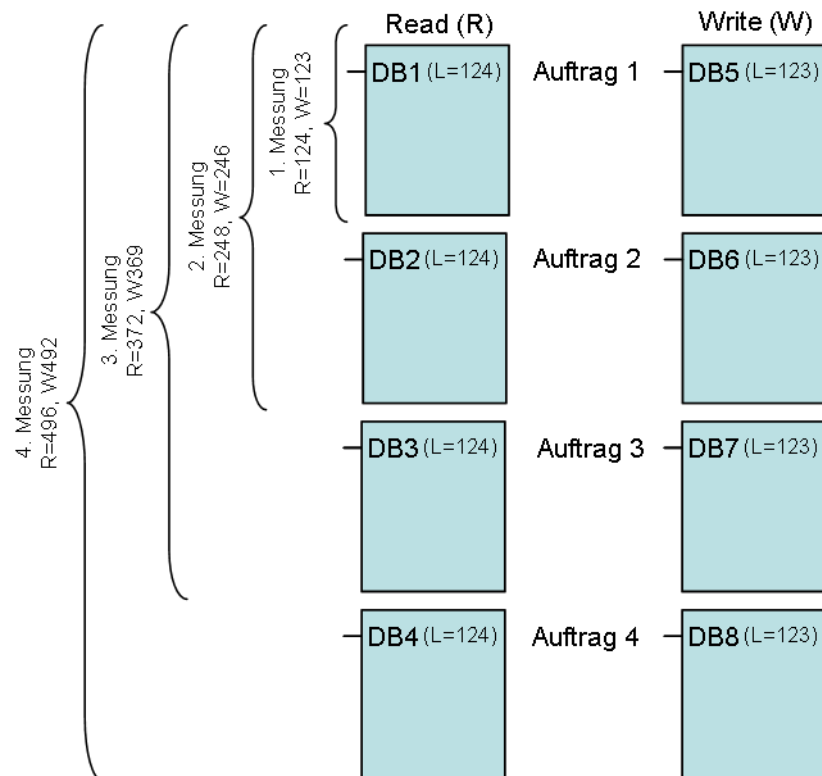 Read (R)
Write (W)
4. Messung
R=496, W492
3. Messung
R=372, W369
2. Messung
R=248, W=246
1. Messung
R=124, W=123
DB1 (L=124)
Auftrag 1
DB5 (L=123)
DB2 (L=124)
Auftrag 2
DB6 (L=123)
DB3 (L=124)
Auftrag 3
DB7 (L=123)
DB4 (L=124)
Auftrag 4
DB8 (L=123)